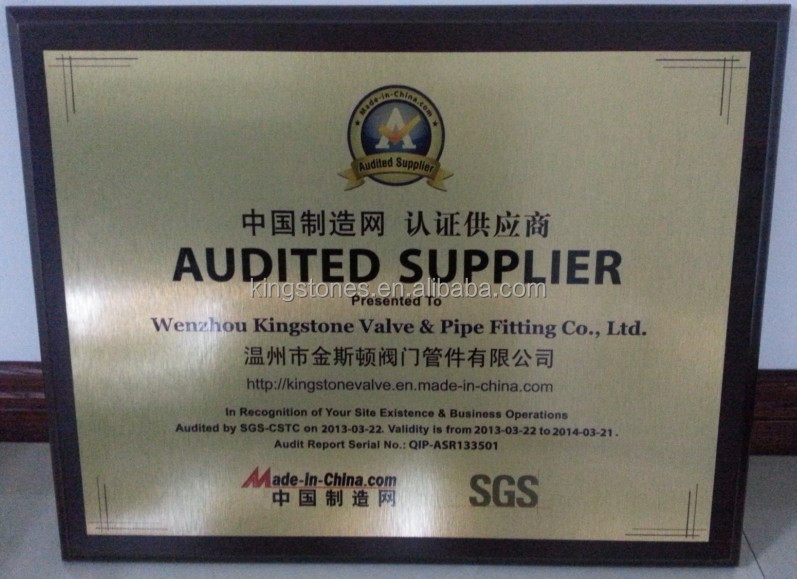 Made-in-China.com
Audited Supplier
中国制造网 认证供应商
AUDITED SUPPLIER
kingstones.en.alibaba.com
Presented To
Wenzhou Kingstone Valve & Pipe Fitting Co., Ltd.
温州市金斯顿阀门管件有限公司
http://kingstonevalve.en.made-in-china.com
In Recognition of Your Site Existence & Business Operations
Audited by SGS-CSTC on 2013-03-22. Validity is from 2013-03-22 to 2014-03-21.
Audit Report Serial No.: QIP-ASR133501
Made-in-China.com
中国制造网
SGS